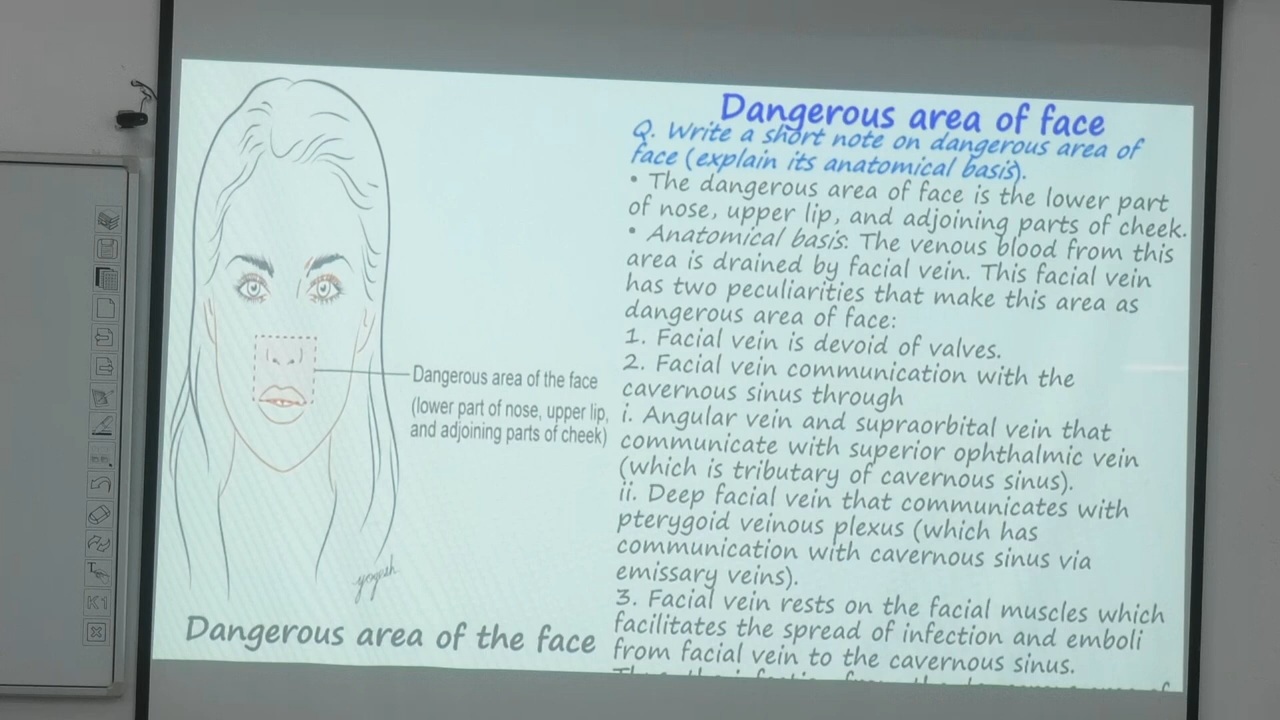 Dangerous area of face
Q. Write a short note on dangerous area of
face (explain its anatomical basis).
• The dangerous area of face is the lower part
of nose, upper lip, and adjoining parts of cheek.
• Anatomical basis: The venous blood from this
area is drained by facial vein. This facial vein
has two peculiarities that make this area as
dangerous area of face:
1. Facial vein is devoid of valves.
2. Facial vein communication with the
cavernous sinus through
i. Angular vein and supraorbital vein that
communicate with superior ophthalmic vein
(which is tributary of cavernous sinus).
ii. Deep facial vein that communicates with
pterygoid veinous plexus (which has
communication with cavernous sinus via
emissary veins).
3. Facial vein rests on the facial muscles which
facilitates the spread of infection and emboli
from facial vein to the cavernous sinus.
Dangerous area of the face
(lower part of nose, upper lip,
and adjoining parts of cheek)
yogesh
Dangerous area of the face
K1